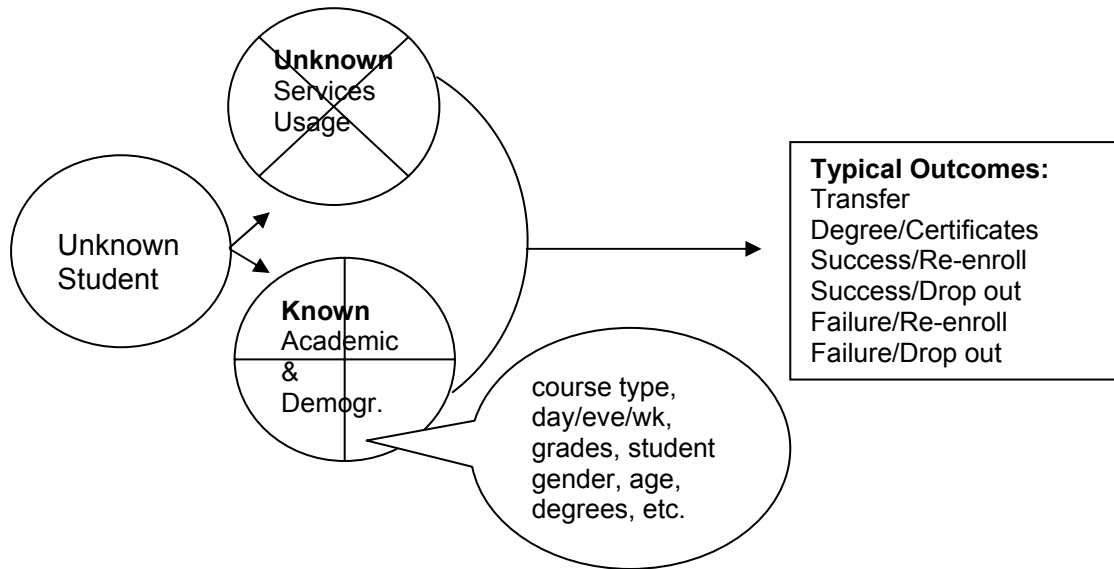 Unknown
Services
Usage
Unknown
Student
Known
Academic
&
Demogr.
course type,
day/eve/wk,
grades, student
gender, age,
degrees, etc.
Typical Outcomes:
Transfer
Degree/Certificates
Success/Re-enroll
Success/Drop out
Failure/Re-enroll
Failure/Drop out